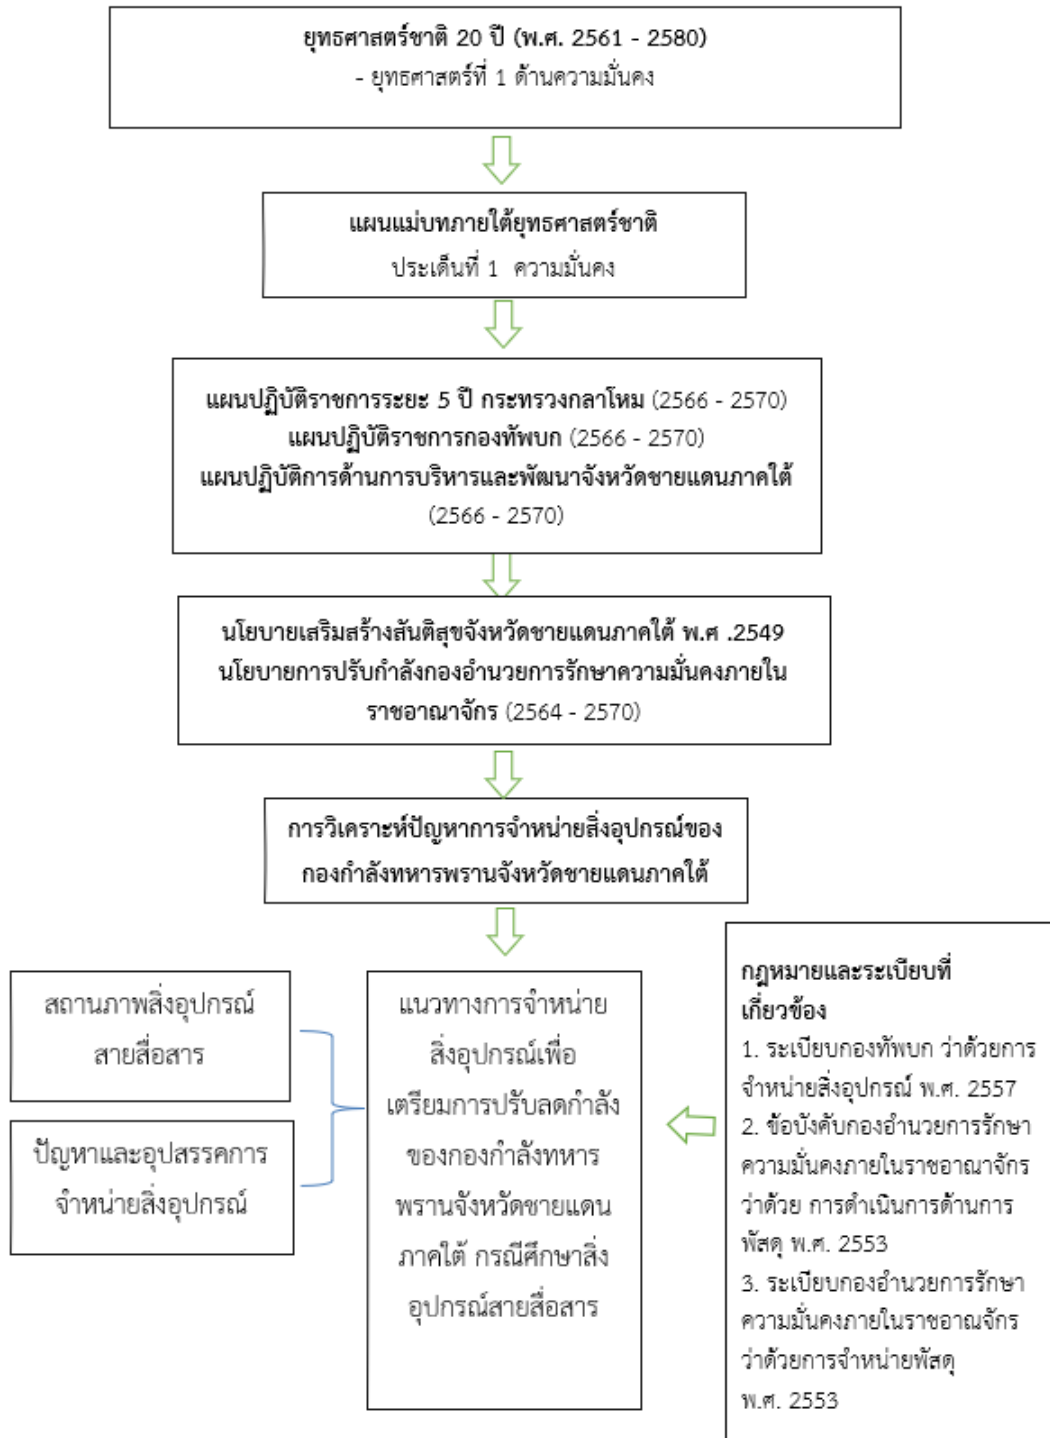 ยุทธศาสตร์ชาติ 20 ปี (พ.ศ. 2561 - 2580)
- ยุทธศาสตร์ที่ 1 ด้านความมั่นคง
แผนแม่บทภายใต้ยุทธศาสตร์ชาติ
ประเด็นที่ 1 ความมั่นคง
แผนปฏิบัติราชการระยะ 5 ปี กระทรวงกลาโหม (2566 - 2570)
แผนปฏิบัติราชการกองทัพบก (2566 - 2570)
แผนปฏิบัติการด้านการบริหารและพัฒนาจังหวัดชายแดนภาคใต้
(2566 - 2570)
นโยบายเสริมสร้างสันติสุขจังหวัดชายแดนภาคใต้ พ.ศ .2549
นโยบายการปรับกำลังกองอำนวยการรักษาความมั่นคงภายใน
ราชอาณาจักร (2564 - 2570)
การวิเคราะห์ปัญหาการจำหน่ายสิ่งอุปกรณ์ของ
กองกำลังทหารพรานจังหวัดชายแดนภาคใต้
สถานภาพสิ่งอุปกรณ์
สายสื่อสาร
ปัญหาและอุปสรรคการ
จำหน่ายสิ่งอุปกรณ์
แนวทางการจำหน่าย
สิ่งอุปกรณ์เพื่อ
เตรียมการปรับลดกำลัง
ของกองกำลังทหาร
พรานจังหวัดชายแดน
ภาคใต้ กรณีศึกษาสิ่ง
อุปกรณ์สายสื่อสาร
กฎหมายและระเบียบที่
เกี่ยวข้อง
1. ระเบียบกองทัพบก ว่าด้วยการ
จำหน่ายสิ่งอุปกรณ์ พ.ศ. 2557
2. ข้อบังคับกองอำนวยการรักษา
ความมั่นคงภายในราชอาณาจักร
ว่าด้วย การดำเนินการด้านการ
พัสดุ พ.ศ. 2553
3. ระเบียบกองอำนวยการรักษา
ความมั่นคงภายในราชอาณจักร
ว่าด้วยการจำหน่ายพัสดุ
พ.ศ. 2553